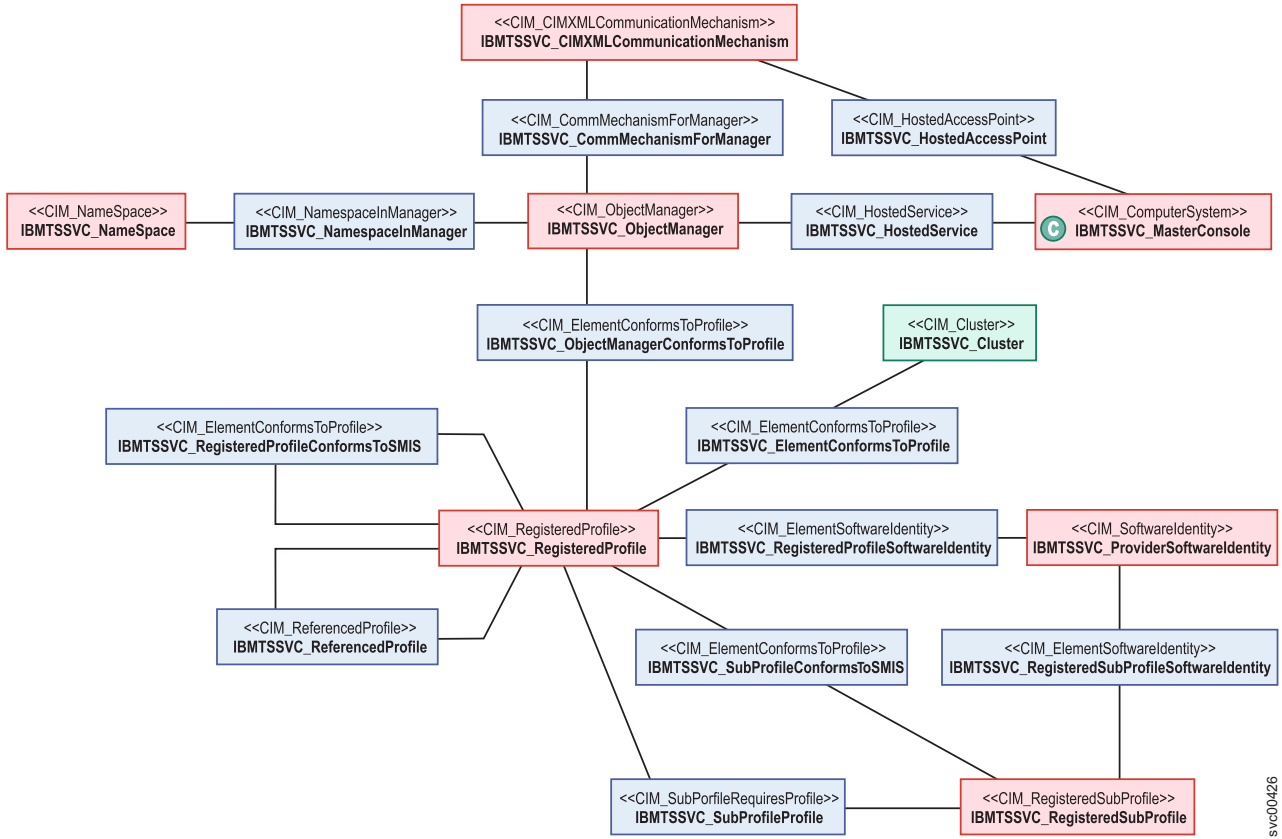 <<CIM_CIMXMLCommunicationMechanism>>
IBMTSSVC_CIMXMLCommunicationMechanism
<<CIM_CommMechanismForManager>>
IBMTSSVC_CommMechanismForManager
<<CIM_HostedAccessPoint>>
IBMTSSVC_HostedAccessPoint
<<CIM_NameSpace>>
IBMTSSVC_NameSpace
<<CIM_NamespaceInManager>>
IBMTSSVC_NamespaceInManager
<<CIM_ObjectManager>>
IBMTSSVC_ObjectManager
<<CIM_HostedService>>
IBMTSSVC_HostedService
<<CIM_ComputerSystem>>
C
IBMTSSVC_MasterConsole
<<CIM_ElementConformsToProfile>>
IBMTSSVC_ObjectManagerConformsToProfile
<<CIM_Cluster>>
IBMTSSVC_Cluster
<<CIM_ElementConformsToProfile>>
IBMTSSVC_RegisteredProfileConformsToSMIS
<<CIM_ElementConformsToProfile>>
IBMTSSVC_ElementConformsToProfile
<<CIM_RegisteredProfile>>
IBMTSSVC_RegisteredProfile
<<CIM_ElementSoftwareIdentity>>
IBMTSSVC_RegisteredProfileSoftwareIdentity
<<CIM_SoftwareIdentity>>
IBMTSSVC_ProviderSoftwareIdentity
<<CIM_ReferencedProfile>>
IBMTSSVC_ReferencedProfile
<<CIM_ElementConformsToProfile>>
IBMTSSVC_SubProfileConformsToSMIS
<<CIM_ElementSoftwareIdentity>>
IBMTSSVC_RegisteredSubProfileSoftwareIdentity
<<CIM_SubPorfileRequiresProfile>>
IBMTSSVC_SubProfileProfile
<<CIM_RegisteredSubProfile>>
IBMTSSVC_RegisteredSubProfile
svc00426